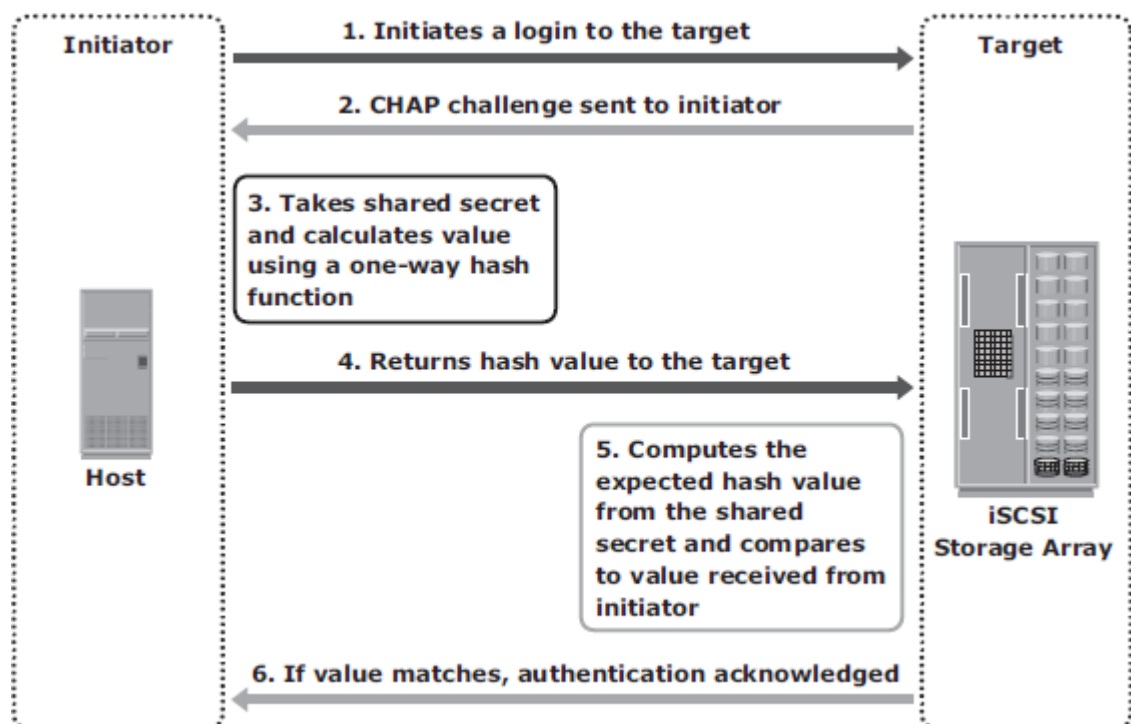 Initiator
1. Initiates a login to the target
Target
2. CHAP challenge sent to initiator
3. Takes shared secret
and calculates value
using a one-way hash
function
4. Returns hash value to the target
Host
5. Computes the
expected hash value
from the shared
secret and compares
to value received from
initiator
iSCSI
Storage Array
6. If value matches, authentication acknowledged